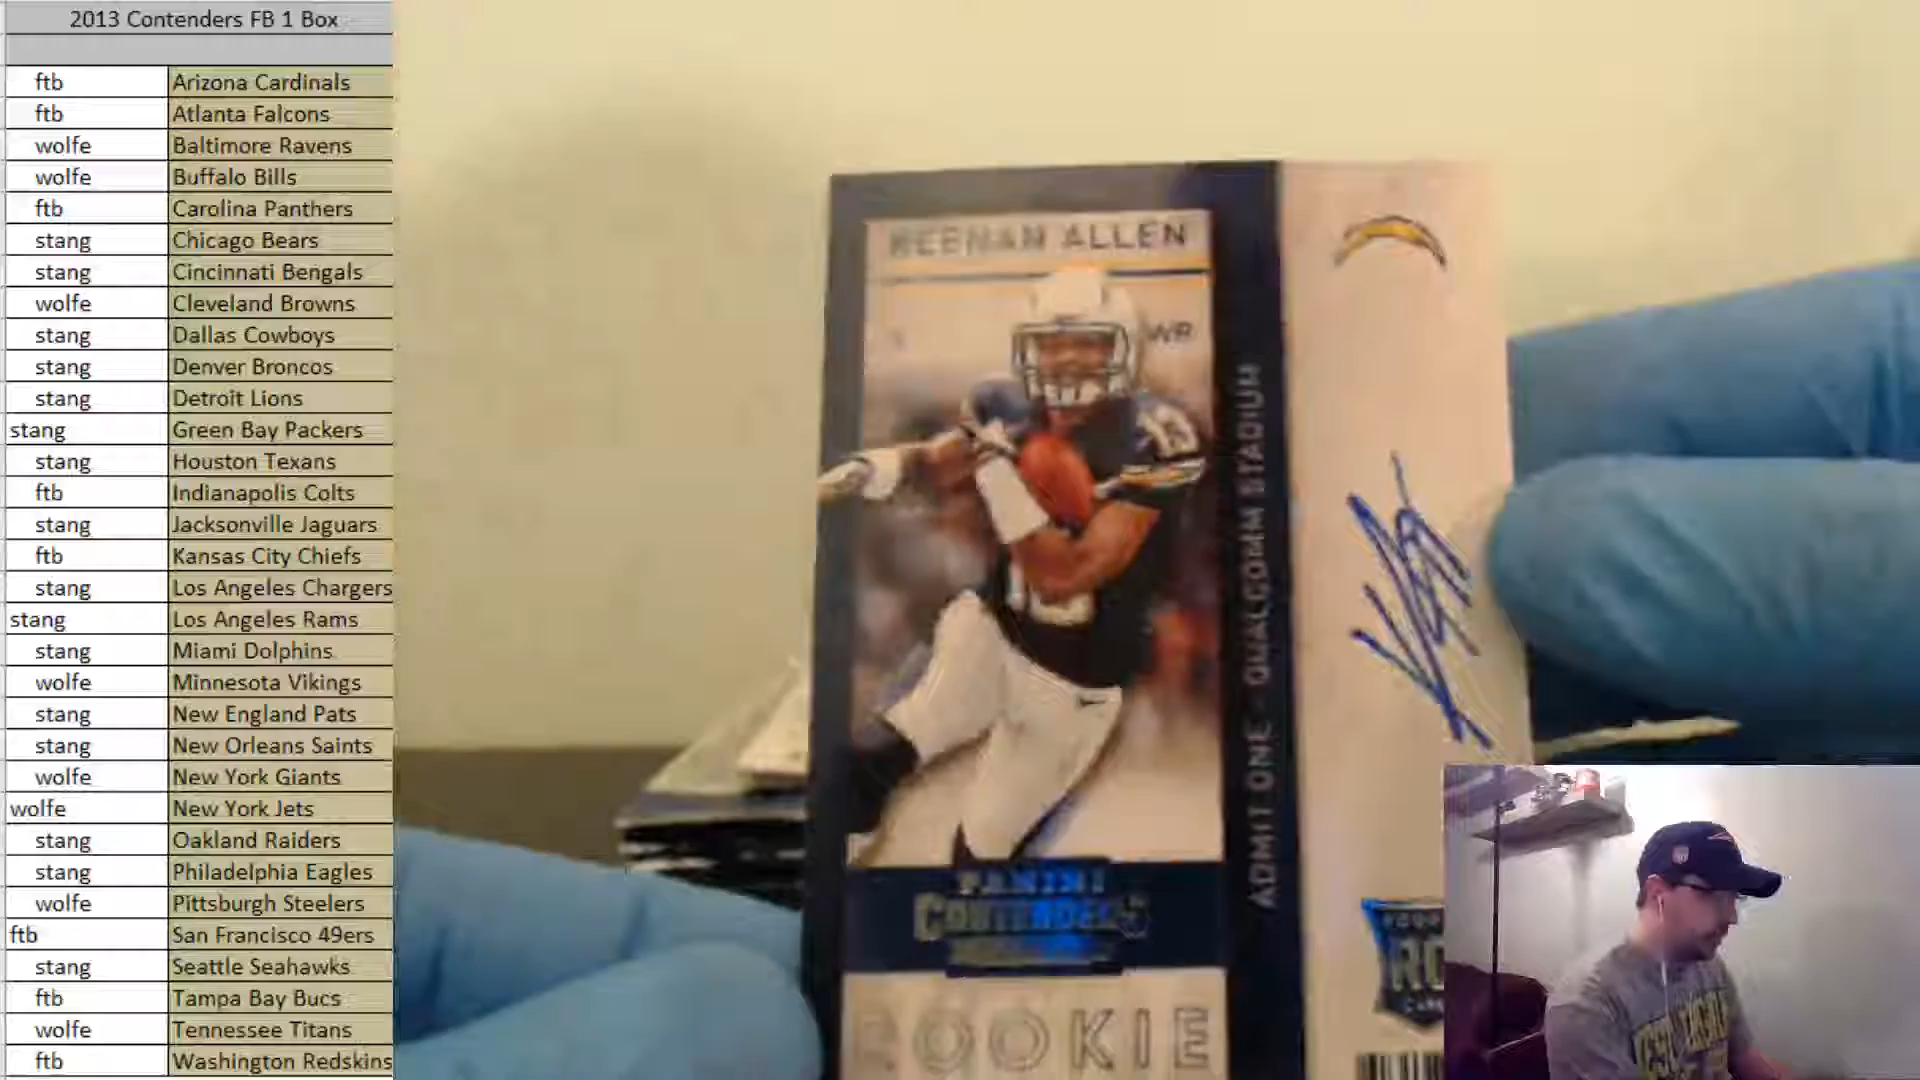 2013 Contenders FB 1 Box
ftb Arizona Cardinals
ftb Atlanta Falcons
wolfe Baltimore Ravens
wolfe Buffalo Bills
ftb Carolina Panthers
stang Chicago Bears
stang Cincinnati Bengals
wolfe Cleveland Browns
stang Dallas Cowboys
stang Denver Broncos
stang Detroit Lions
stang Green Bay Packers
stang Houston Texans
ftb Indianapolis Colts
stang Jacksonville Jaguars
ftb Kansas City Chiefs
stang Los Angeles Chargers
stang Los Angeles Rams
stang Miami Dolphins
wolfe Minnesota Vikings
stang New England Pats
stang New Orleans Saints
wolfe New York Giants
wolfe New York Jets
stang Oakland Raiders
stang Philadelphia Eagles
wolfe Pittsburgh Steelers
ftb San Francisco 49ers
stang Seattle Seahawks
ftb Tampa Bay Bucs
wolfe Tennessee Titans
ftb Washington Redskins
KEENAN ALLEN
WR
13
ADMIT ONE - QUALCOMM STADIUM
PANINI
CONTENDERS
ROOKIE